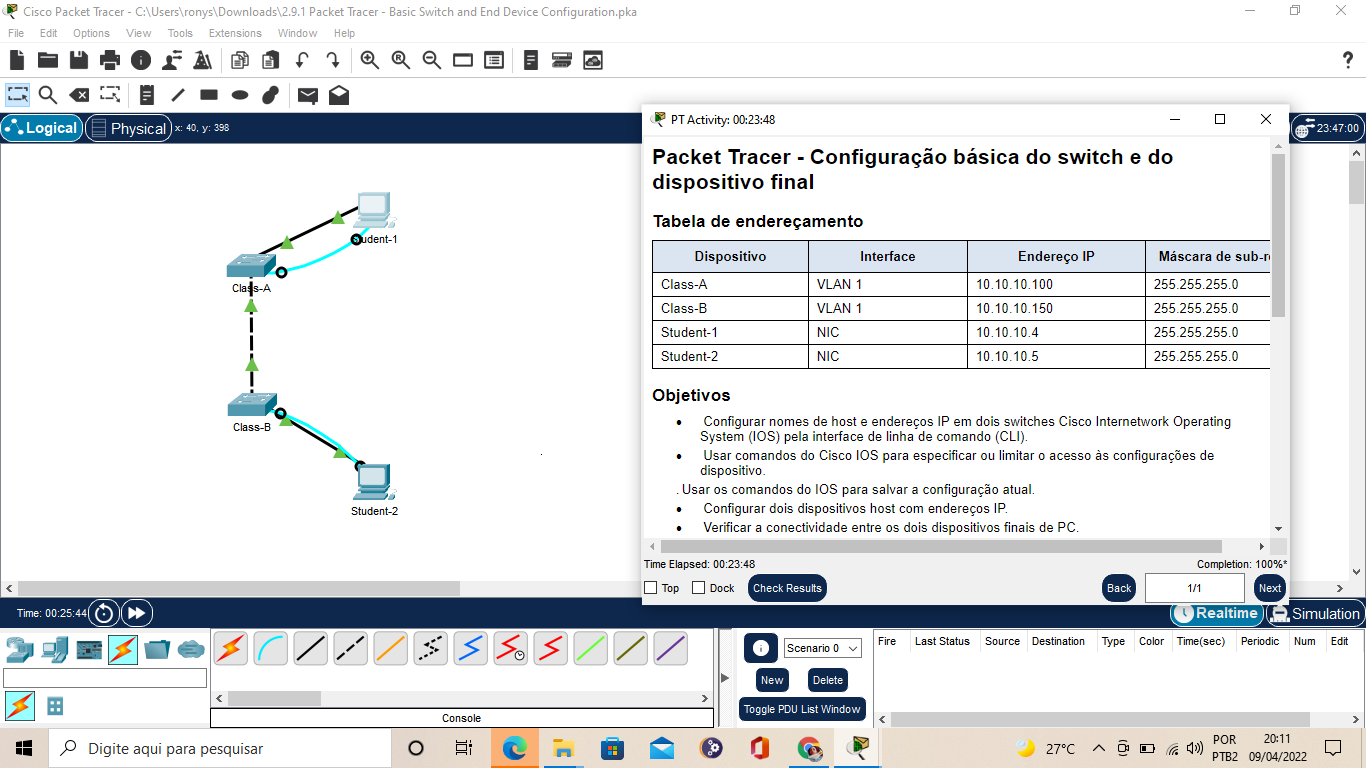 Cisco Packet Tracer - C:\Users\ronys\Downloads\2.9.1 Packet Tracer - Basic Switch and End Device Configuration.pka
File Edit Options View Tools Extensions Window Help
Logical Physical x: 40, y: 398
23:47:00
Student-1
Class-A
Class-B
Student-2
PT Activity: 00:23:48
Packet Tracer - Configuração básica do switch e do
dispositivo final
Tabela de endereçamento
Dispositivo Interface Endereço IP Máscara de sub-r
Class-A VLAN 1 10.10.10.100 255.255.255.0
Class-B VLAN 1 10.10.10.150 255.255.255.0
Student-1 NIC 10.10.10.4 255.255.255.0
Student-2 NIC 10.10.10.5 255.255.255.0
Objetivos
• Configurar nomes de host e endereços IP em dois switches Cisco Internetwork Operating
System (IOS) pela interface de linha de comando (CLI).
• Usar comandos do Cisco IOS para especificar ou limitar o acesso às configurações de
dispositivo.
. Usar os comandos do IOS para salvar a configuração atual.
• Configurar dois dispositivos host com endereços IP.
• Verificar a conectividade entre os dois dispositivos finais de PC.
Time Elapsed: 00:23:48 Completion: 100%*
Top Dock Check Results Back 1/1 Next
Time: 00:25:44 Realtime Simulation
Scenario 0
New Delete
Toggle PDU List Window
Fire Last Status Source Destination Type Color Time(sec) Periodic Num Edit
Console
Digite aqui para pesquisar
27°C
POR
PTB2
20:11
09/04/2022